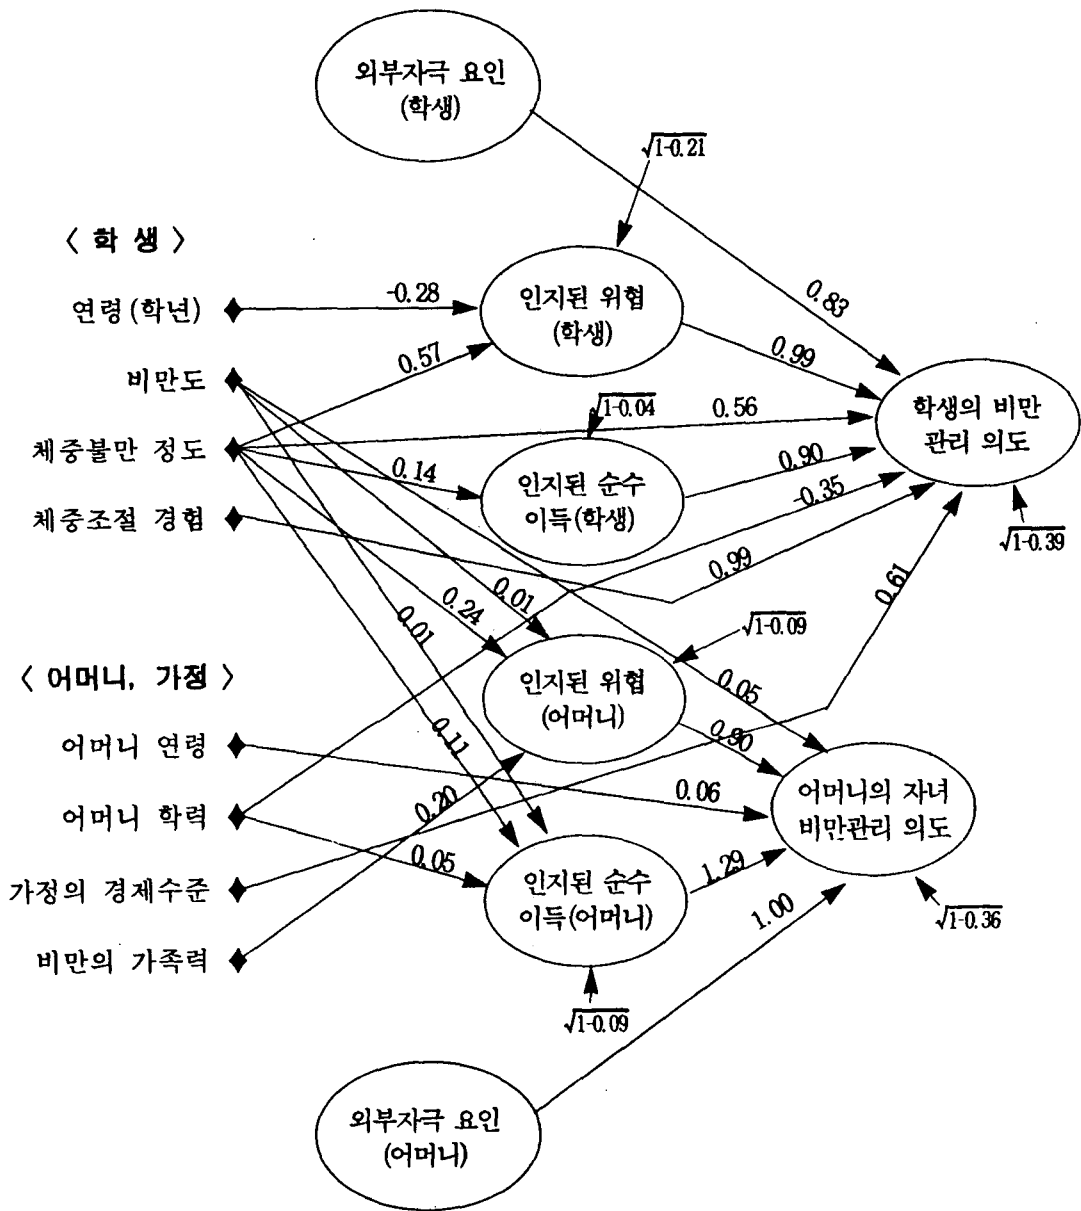 외부자극 요인
(학생)
√1-0.21
〈 학 생 〉
연령(학년)
-0.28
인지된 위협
(학생)
0.83
0.57
0.99
비만도
√1-0.04
0.56
학생의 비만
관리 의도
체중불만 정도
0.14
인지된 순수
이득(학생)
0.90
-0.35
체중조절 경험
√1-0.39
0.99
0.61
0.01
0.24
0.01
√1-0.09
〈 어머니, 가정 〉
인지된 위협
(어머니)
0.05
어머니 연령
0.11
0.90
0.06
어머니의 자녀
비만관리 의도
어머니 학력
0.20
0.05
1.29
가정의 경제수준
인지된 순수
이득(어머니)
1.00
√1-0.36
비만의 가족력
√1-0.09
외부자극 요인
(어머니)